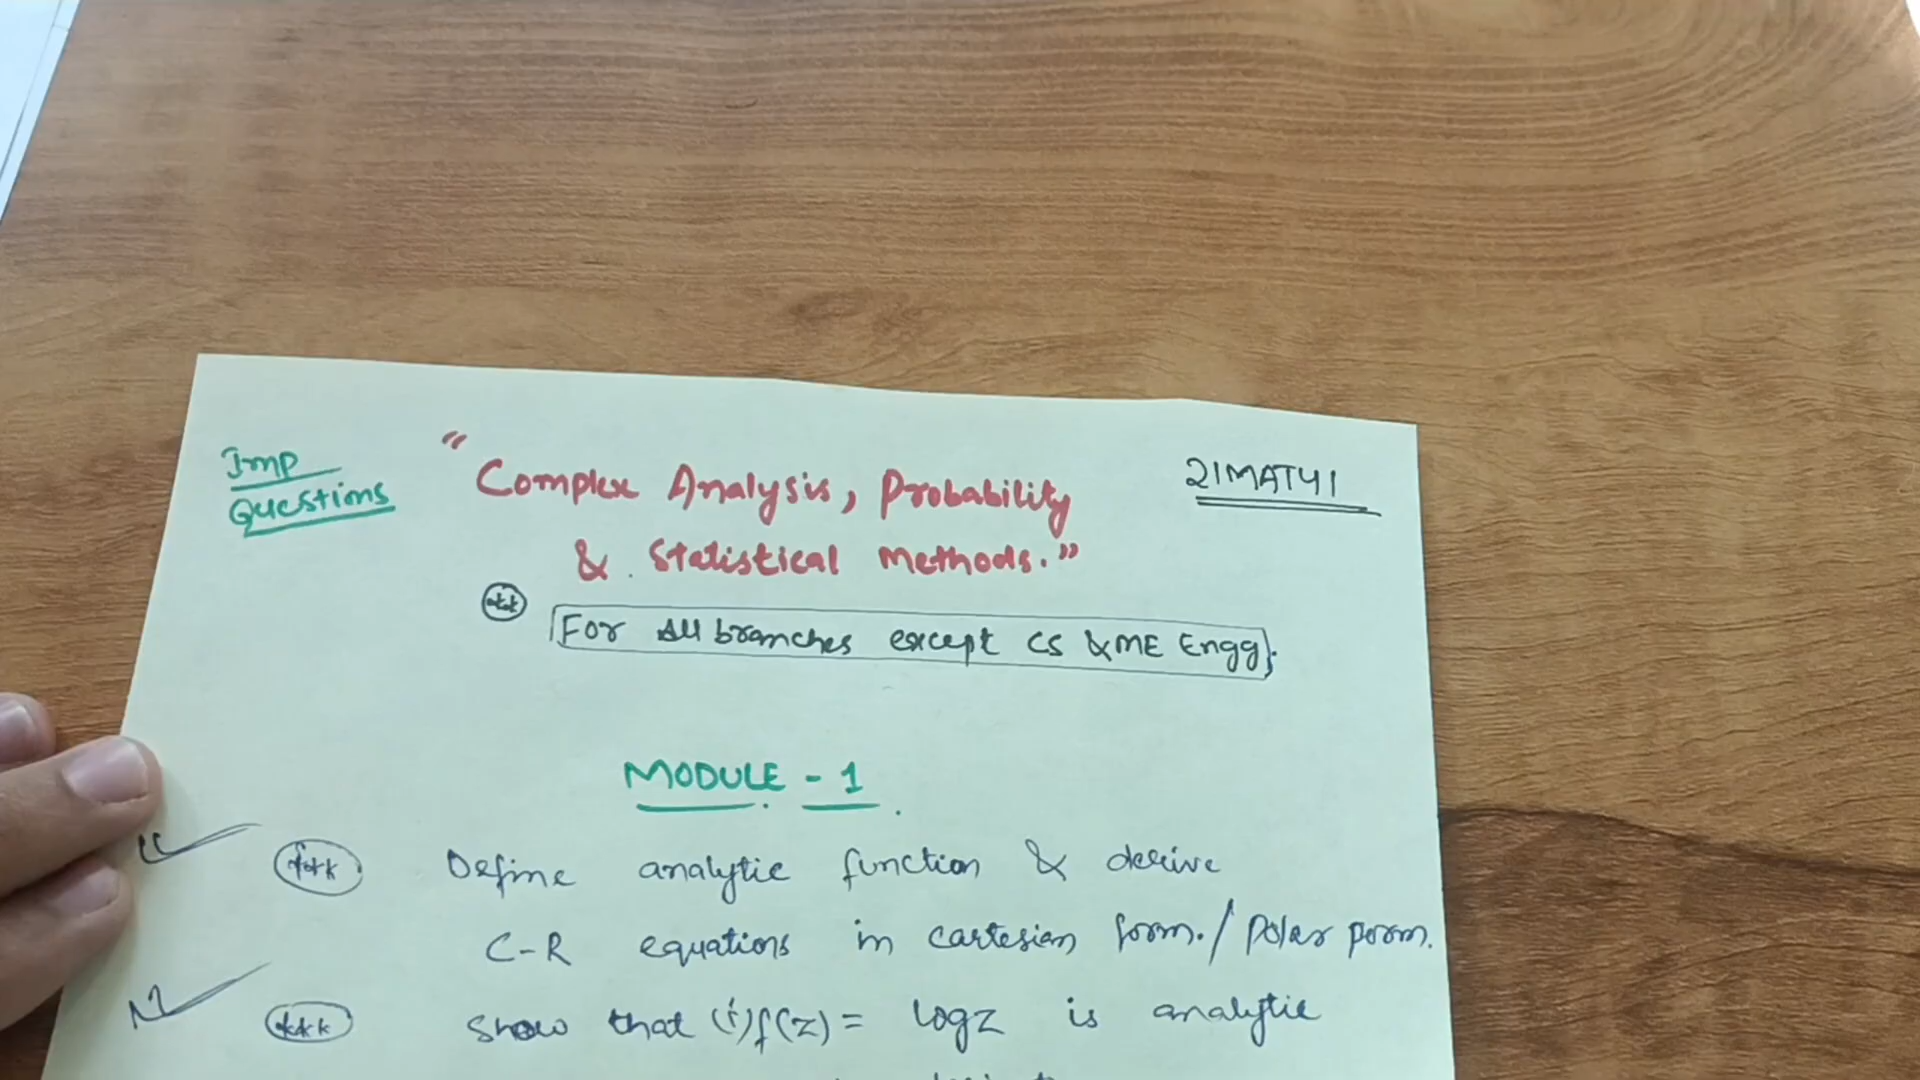 Imp
Questions
"Complex Analysis, Probability
& Statistical Methods."
21MAT41
** For All branches except CS & ME Engg.
MODULE - 1
*** Define analytic function & derive
C-R equations in cartesian form. / Polar form.
*** Show that (i) f(z) = logz is analytic